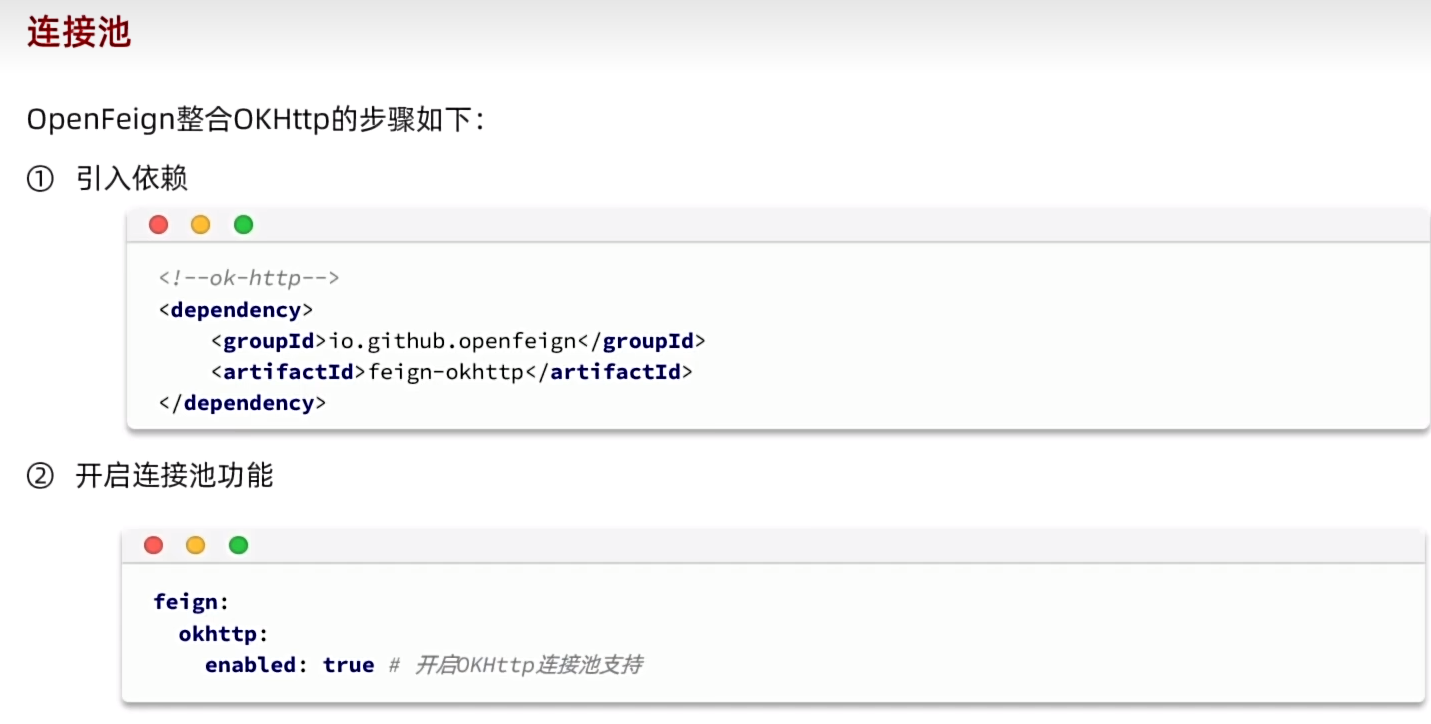 连接池
OpenFeign整合OKHttp的步骤如下：
① 引入依赖
<!--ok-http-->
<dependency>
    <groupId>io.github.openfeign</groupId>
    <artifactId>feign-okhttp</artifactId>
</dependency>
② 开启连接池功能
feign:
  okhttp:
    enabled: true # 开启OKHttp连接池支持